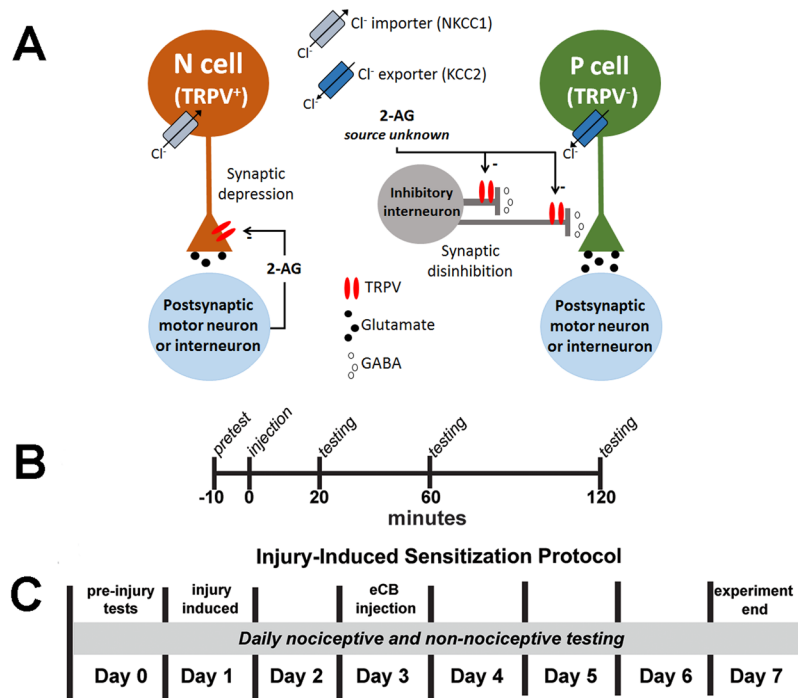 A
N cell
(TRPV⁺)
Cl⁻
Cl⁻ importer (NKCC1)
Cl⁻
Cl⁻ exporter (KCC2)
Cl⁻
2-AG
source unknown
P cell
(TRPV⁻)
Cl⁻
Synaptic
depression
-
2-AG
Inhibitory
interneuron
-
-
Synaptic
disinhibition
Postsynaptic
motor neuron
or interneuron
TRPV
Glutamate
GABA
Postsynaptic
motor neuron
or interneuron
B
pretest
injection
testing
testing
testing
-10 0 20 60 120
minutes
Injury-Induced Sensitization Protocol
C
pre-injury
tests
injury
induced
eCB
injection
experiment
end
Daily nociceptive and non-nociceptive testing
Day 0 Day 1 Day 2 Day 3 Day 4 Day 5 Day 6 Day 7